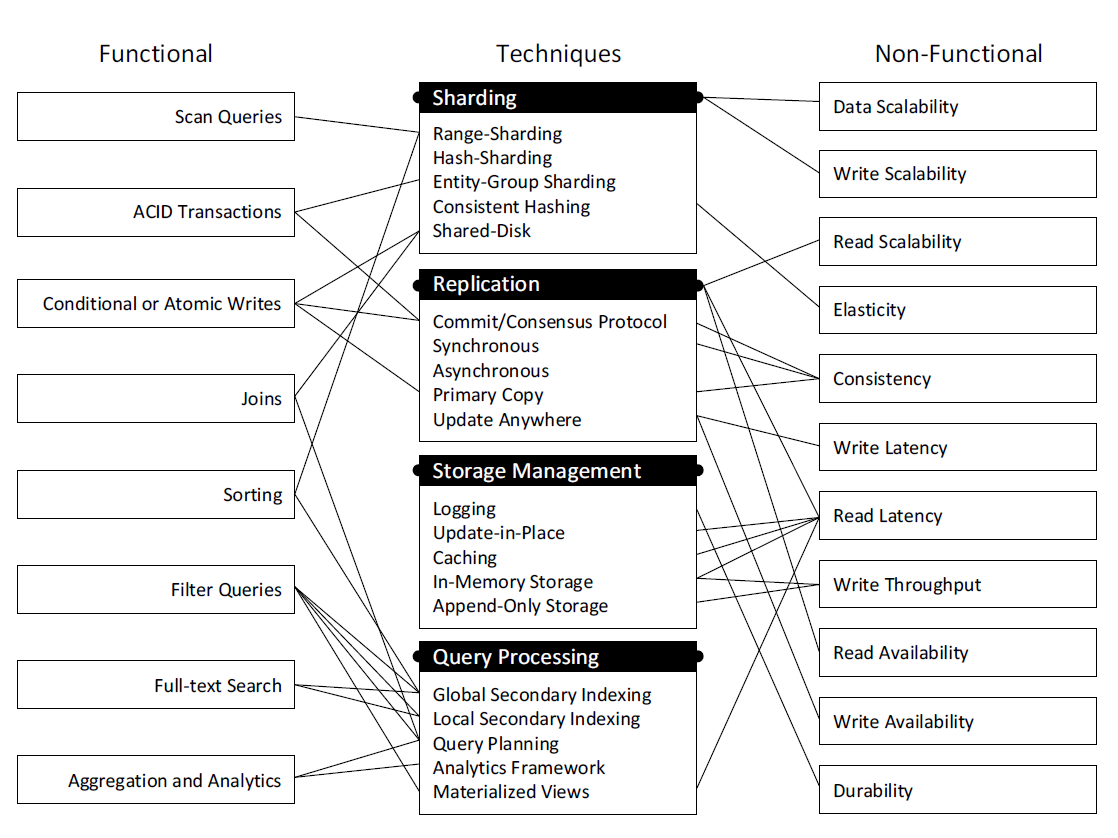 Functional
Techniques
Non-Functional
Scan Queries
ACID Transactions
Conditional or Atomic Writes
Joins
Sorting
Filter Queries
Full-text Search
Aggregation and Analytics
Sharding
Range-Sharding
Hash-Sharding
Entity-Group Sharding
Consistent Hashing
Shared-Disk
Replication
Commit/Consensus Protocol
Synchronous
Asynchronous
Primary Copy
Update Anywhere
Storage Management
Logging
Update-in-Place
Caching
In-Memory Storage
Append-Only Storage
Query Processing
Global Secondary Indexing
Local Secondary Indexing
Query Planning
Analytics Framework
Materialized Views
Data Scalability
Write Scalability
Read Scalability
Elasticity
Consistency
Write Latency
Read Latency
Write Throughput
Read Availability
Write Availability
Durability